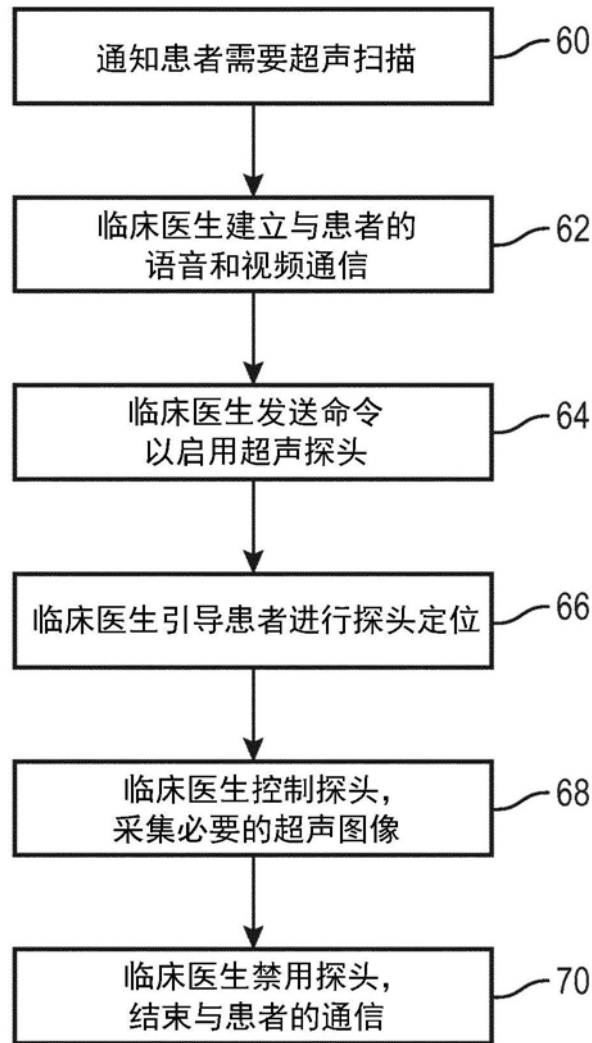 通知患者需要超声扫描
60
临床医生建立与患者的
语音和视频通信
62
临床医生发送命令
以启用超声探头
64
临床医生引导患者进行探头定位
66
临床医生控制探头，
采集必要的超声图像
68
临床医生禁用探头，
结束与患者的通信
70